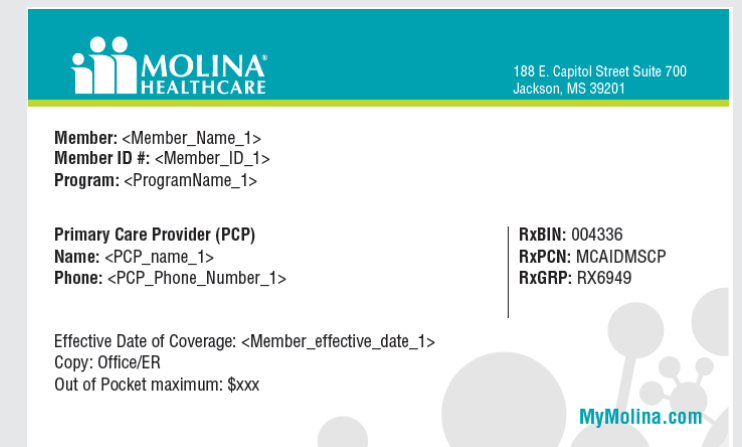 MOLINA®
HEALTHCARE
188 E. Capitol Street Suite 700
Jackson, MS 39201
Member: <Member_Name_1>
Member ID #: <Member_ID_1>
Program: <ProgramName_1>
Primary Care Provider (PCP)
Name: <PCP_name_1>
Phone: <PCP_Phone_Number_1>
RxBIN: 004336
RxPCN: MCAIDMSCP
RxGRP: RX6949
Effective Date of Coverage: <Member_effective_date_1>
Copy: Office/ER
Out of Pocket maximum: $xxx
MyMolina.com